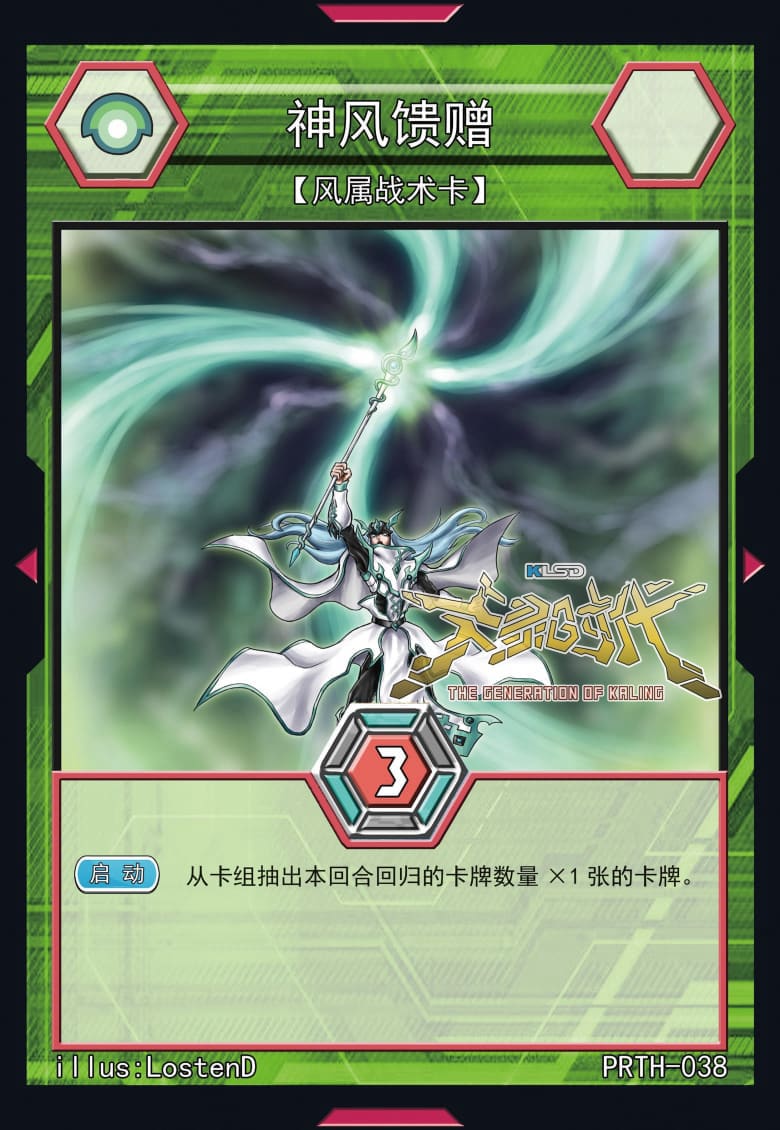 神风馈赠
【风属战术卡】
KLSD
THE GENERATION OF KALING
3
启 动
从卡组抽出本回合回归的卡牌数量 ×1 张的卡牌。
illus:LostenD
PRTH-038